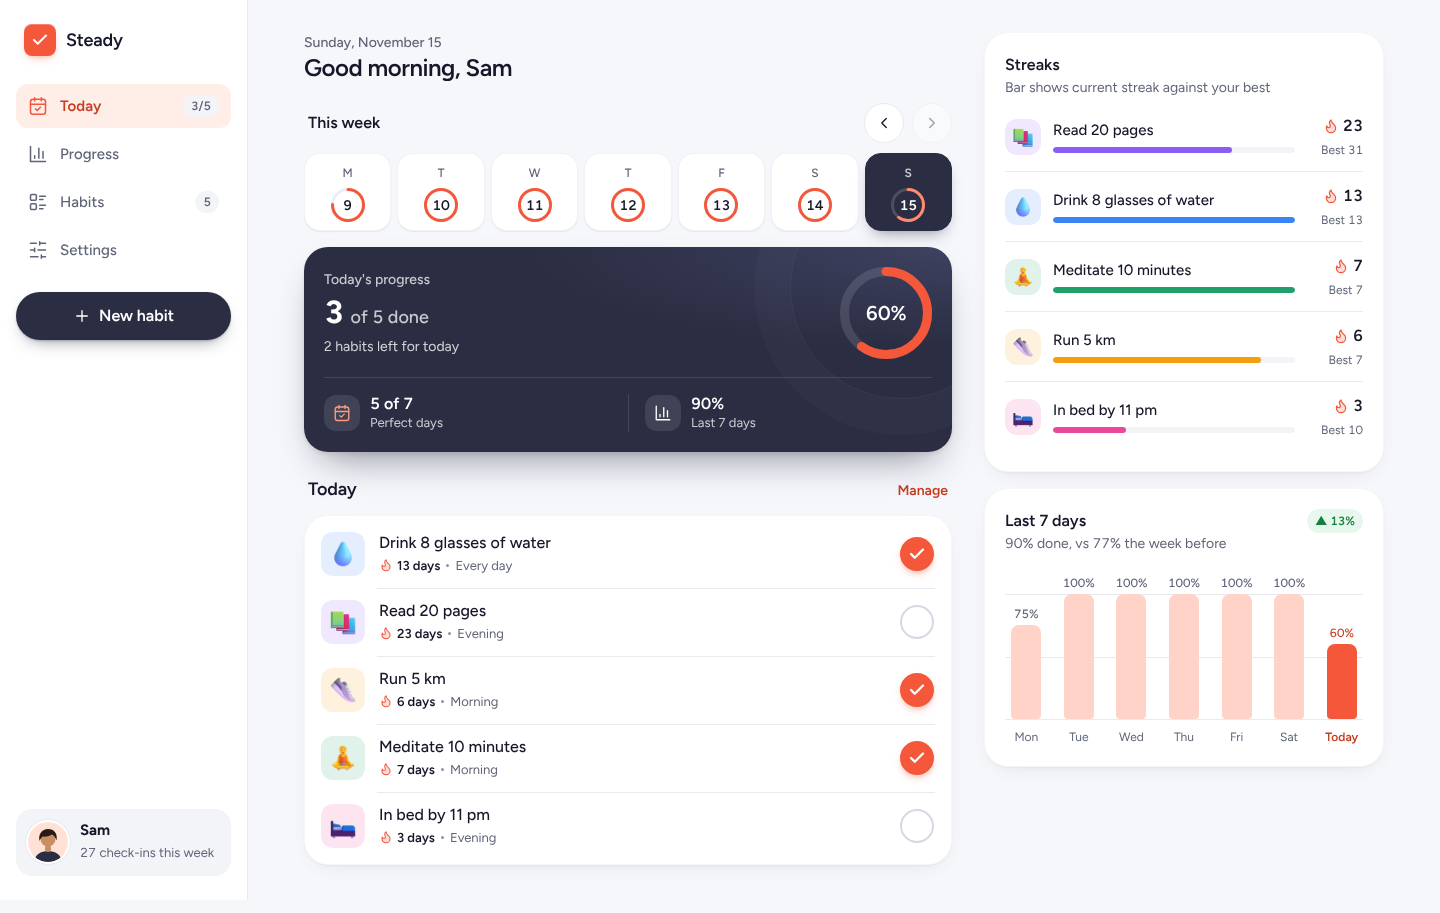 Steady
Today 3/5
Progress
Habits 5
Settings
+ New habit
Sam
27 check-ins this week
Sunday, November 15
Good morning, Sam
This week
M T W T F S S
9 10 11 12 13 14 15
Today's progress
3 of 5 done
2 habits left for today
60%
5 of 7
Perfect days
90%
Last 7 days
Today
Manage
Drink 8 glasses of water
13 days • Every day
Read 20 pages
23 days • Evening
Run 5 km
6 days • Morning
Meditate 10 minutes
7 days • Morning
In bed by 11 pm
3 days • Evening
Streaks
Bar shows current streak against your best
Read 20 pages 23
Best 31
Drink 8 glasses of water 13
Best 13
Meditate 10 minutes 7
Best 7
Run 5 km 6
Best 7
In bed by 11 pm 3
Best 10
Last 7 days ▲ 13%
90% done, vs 77% the week before
75% 100% 100% 100% 100% 100% 60%
Mon Tue Wed Thu Fri Sat Today